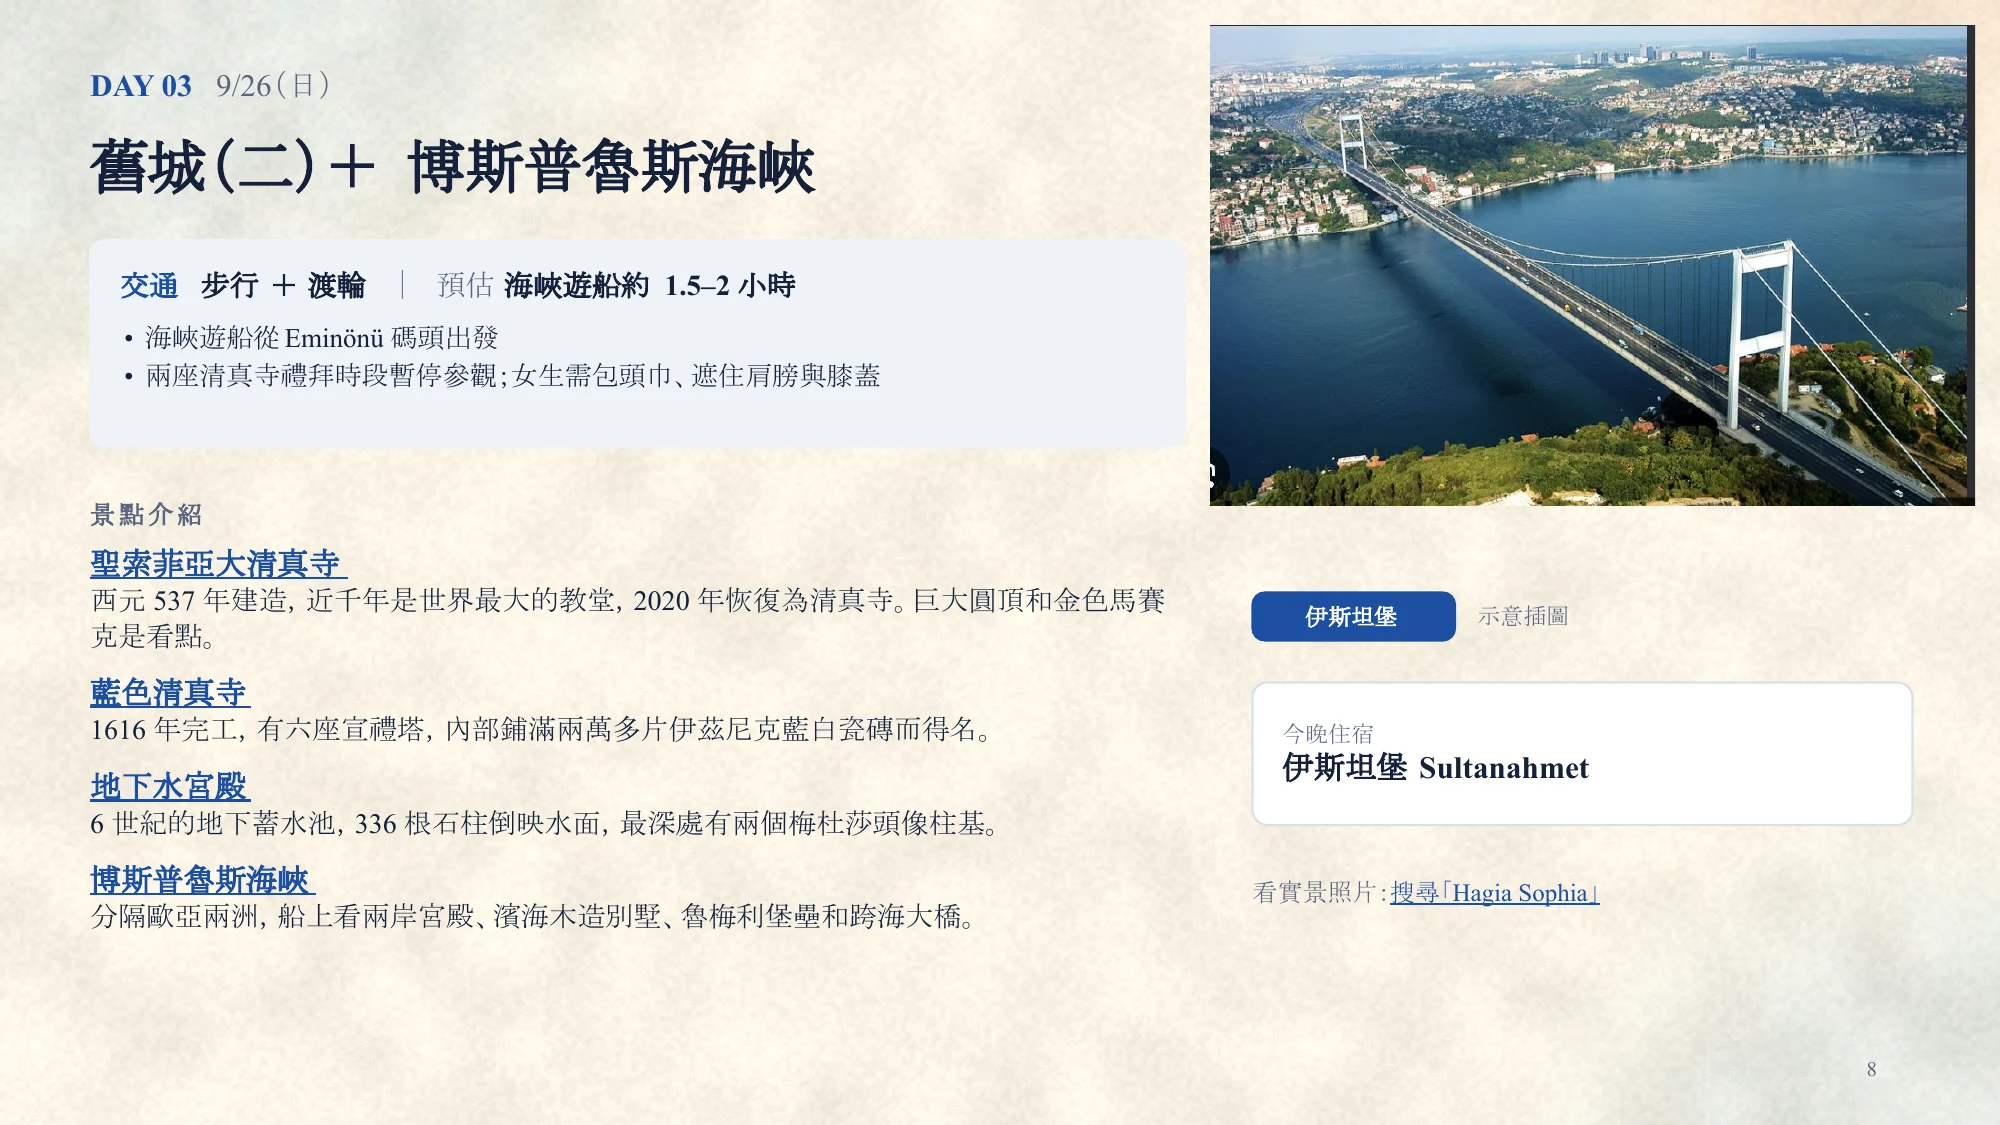 DAY 03 9/26(日)
舊城(二)＋ 博斯普魯斯海峽
交通 步行 ＋ 渡輪 ｜ 預估 海峽遊船約 1.5–2 小時
• 海峽遊船從 Eminönü 碼頭出發
• 兩座清真寺禮拜時段暫停參觀;女生需包頭巾、遮住肩膀與膝蓋
景點介紹
聖索菲亞大清真寺
西元 537 年建造, 近千年是世界最大的教堂, 2020 年恢復為清真寺。巨大圓頂和金色馬賽
克是看點。
藍色清真寺
1616 年完工, 有六座宣禮塔, 內部鋪滿兩萬多片伊茲尼克藍白瓷磚而得名。
地下水宮殿
6 世紀的地下蓄水池, 336 根石柱倒映水面, 最深處有兩個梅杜莎頭像柱基。
博斯普魯斯海峽
分隔歐亞兩洲, 船上看兩岸宮殿、濱海木造別墅、魯梅利堡壘和跨海大橋。
伊斯坦堡 示意插圖
今晚住宿
伊斯坦堡 Sultanahmet
看實景照片:搜尋「Hagia Sophia」
8